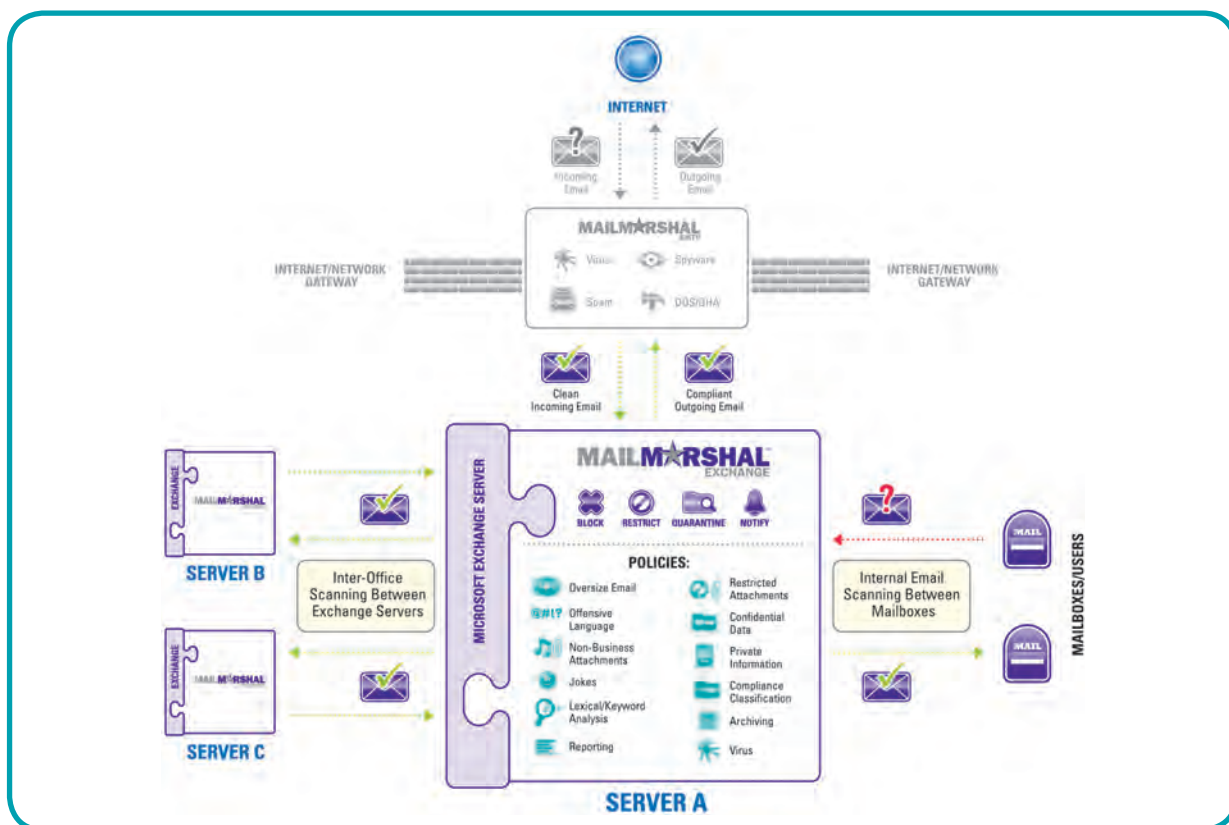 INTERNET
Incoming
Email
Outgoing
Email
MAILMARSHAL
SMTP
Virus
Spyware
Spam
DOS/DHA
INTERNET/NETWORK
GATEWAY
INTERNET/NETWORK
GATEWAY
Clean
Incoming Email
Compliant
Outgoing Email
MICROSOFT EXCHANGE SERVER
MAILMARSHAL
EXCHANGE
BLOCK
RESTRICT
QUARANTINE
NOTIFY
POLICIES:
Oversize Email
@#!?
Offensive
Language
Non-Business
Attachments
Jokes
Lexical/Keyword
Analysis
Reporting
Restricted
Attachments
Confidential
Data
Private
Information
Compliance
Classification
Archiving
Virus
SERVER A
EXCHANGE
MAILMARSHAL
SERVER B
Inter-Office
Scanning Between
Exchange Servers
EXCHANGE
MAILMARSHAL
SERVER C
?
Internal Email
Scanning Between
Mailboxes
MAIL
MAIL
MAILBOXES/USERS